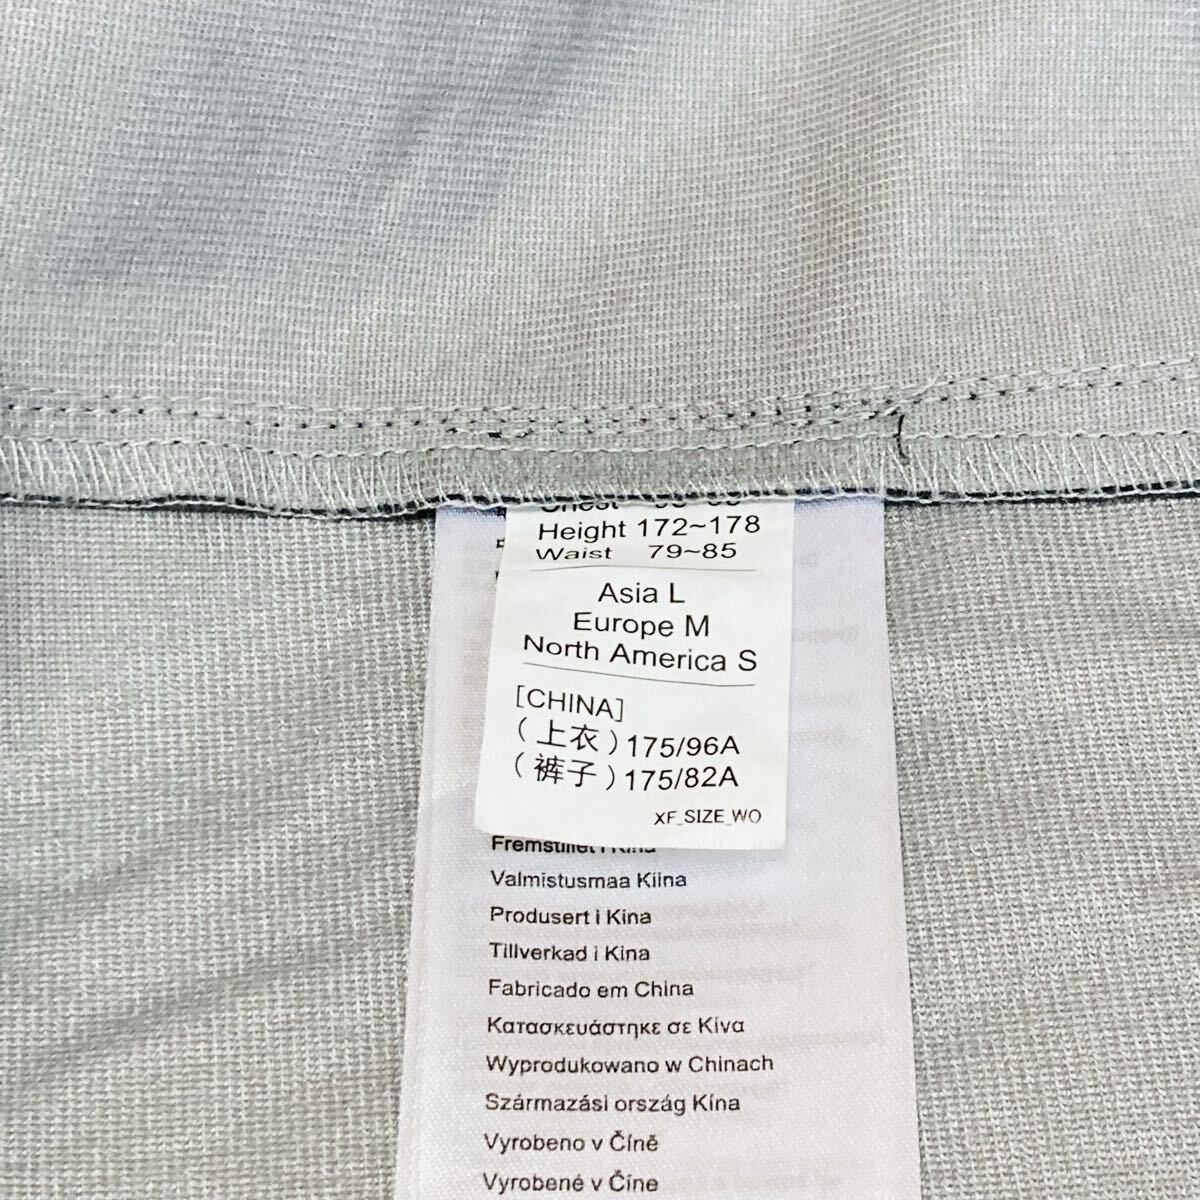 Height 172~178
Waist 79~85
Asia L
Europe M
North America S
[CHINA]
(上衣)175/96A
(裤子)175/82A
XF_SIZE_WO
Fremstillet i Kina
Valmistusmaa Kiina
Produsert i Kina
Tillverkad i Kina
Fabricado em China
Κατασκευάστηκε σε Κίνα
Wyprodukowano w Chinach
Származási ország Kína
Vyrobeno v Číně
Vyrobené v Číne